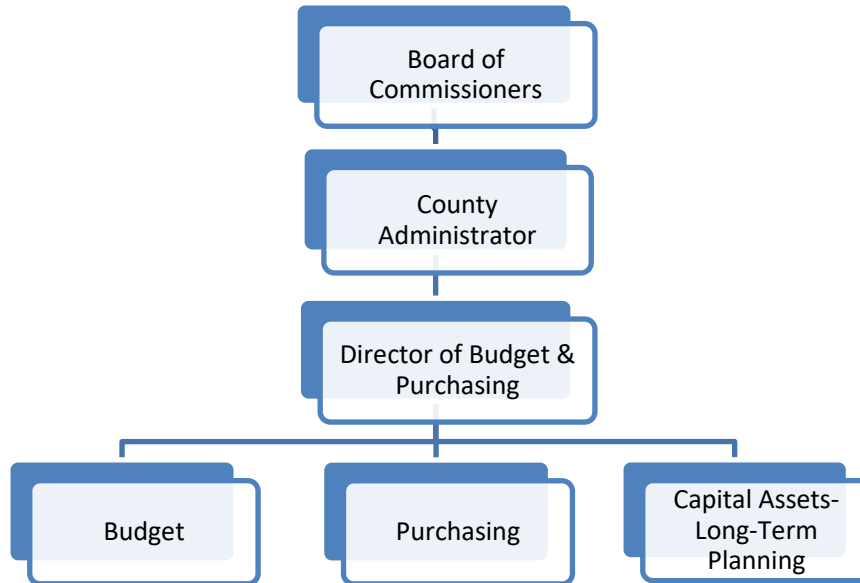 Board of
Commissioners
County
Administrator
Director of Budget &
Purchasing
Budget
Purchasing
Capital Assets-
Long-Term
Planning